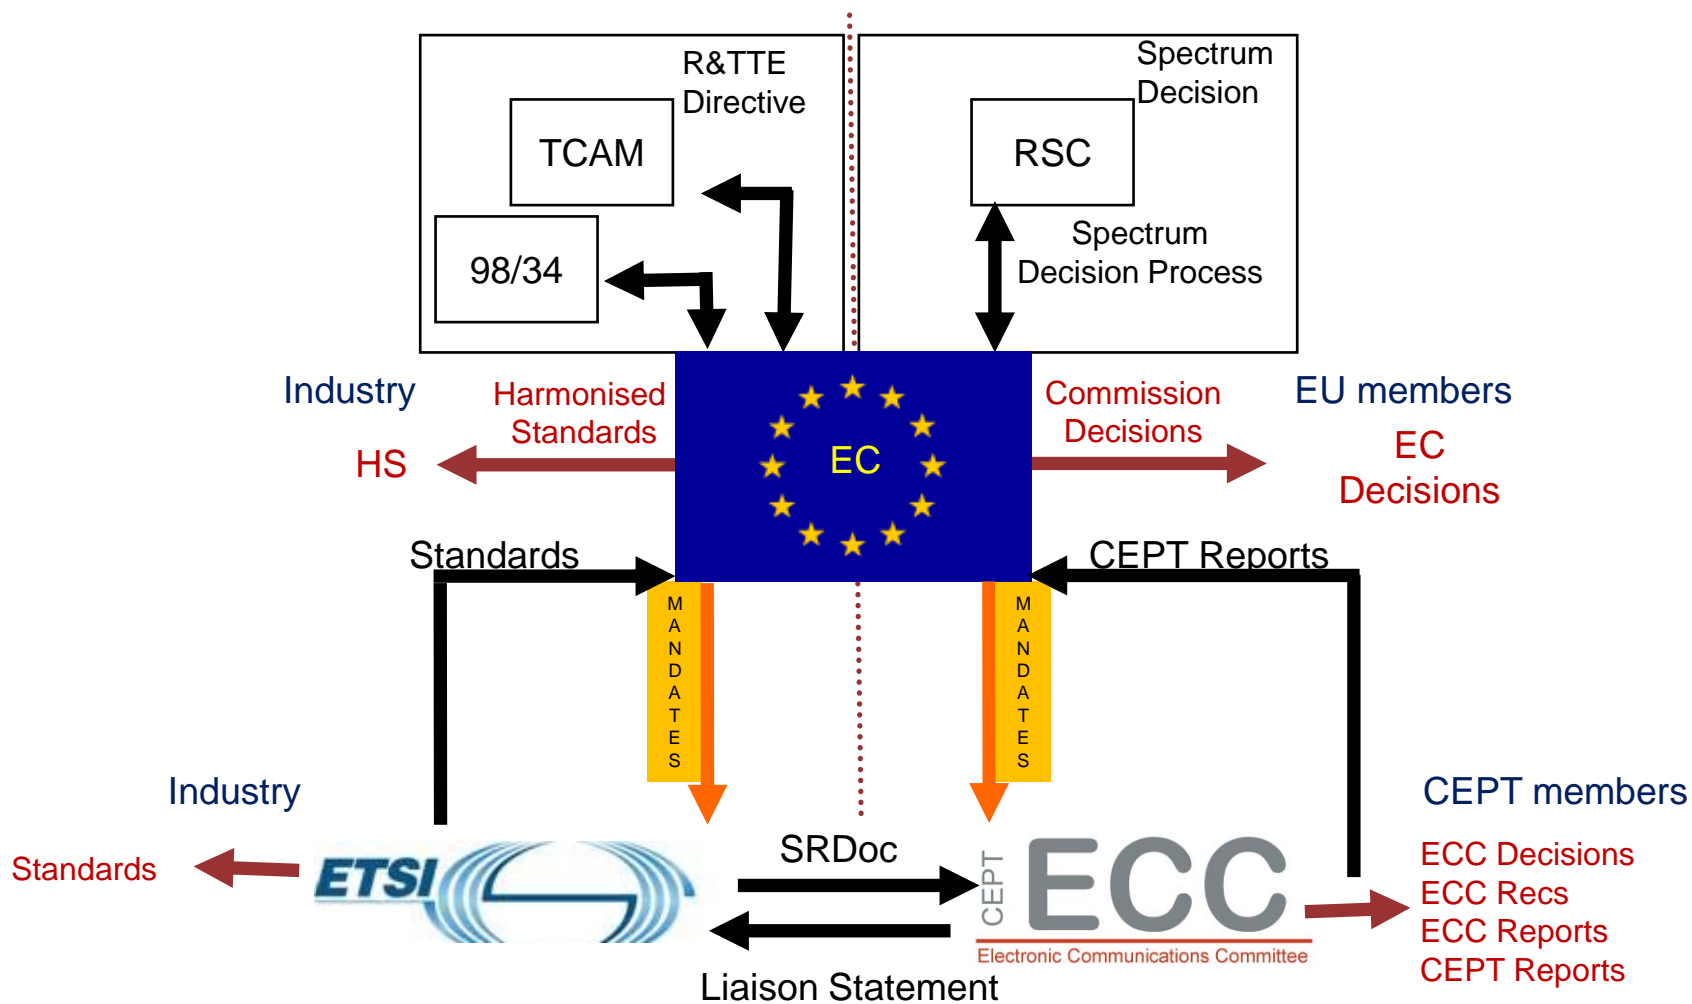 R&TTE
Directive
TCAM
98/34
Spectrum
Decision
RSC
Spectrum
Decision Process
Industry
Harmonised
Standards
HS
EC
Commission
Decisions
EU members
EC
Decisions
Standards
CEPT Reports
MANDATES
MANDATES
Industry
Standards
ETSI
SRDoc
Liaison Statement
CEPT
ECC
Electronic Communications Committee
CEPT members
ECC Decisions
ECC Recs
ECC Reports
CEPT Reports